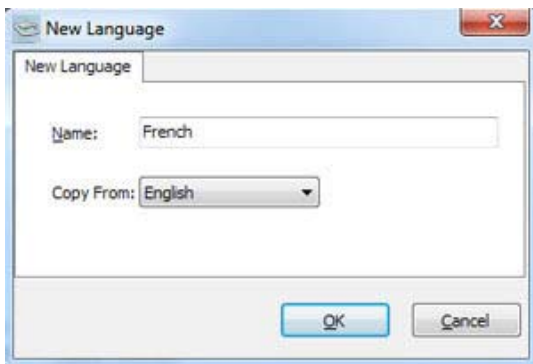 New Language
New Language
Name: French
Copy From: English
OK Cancel